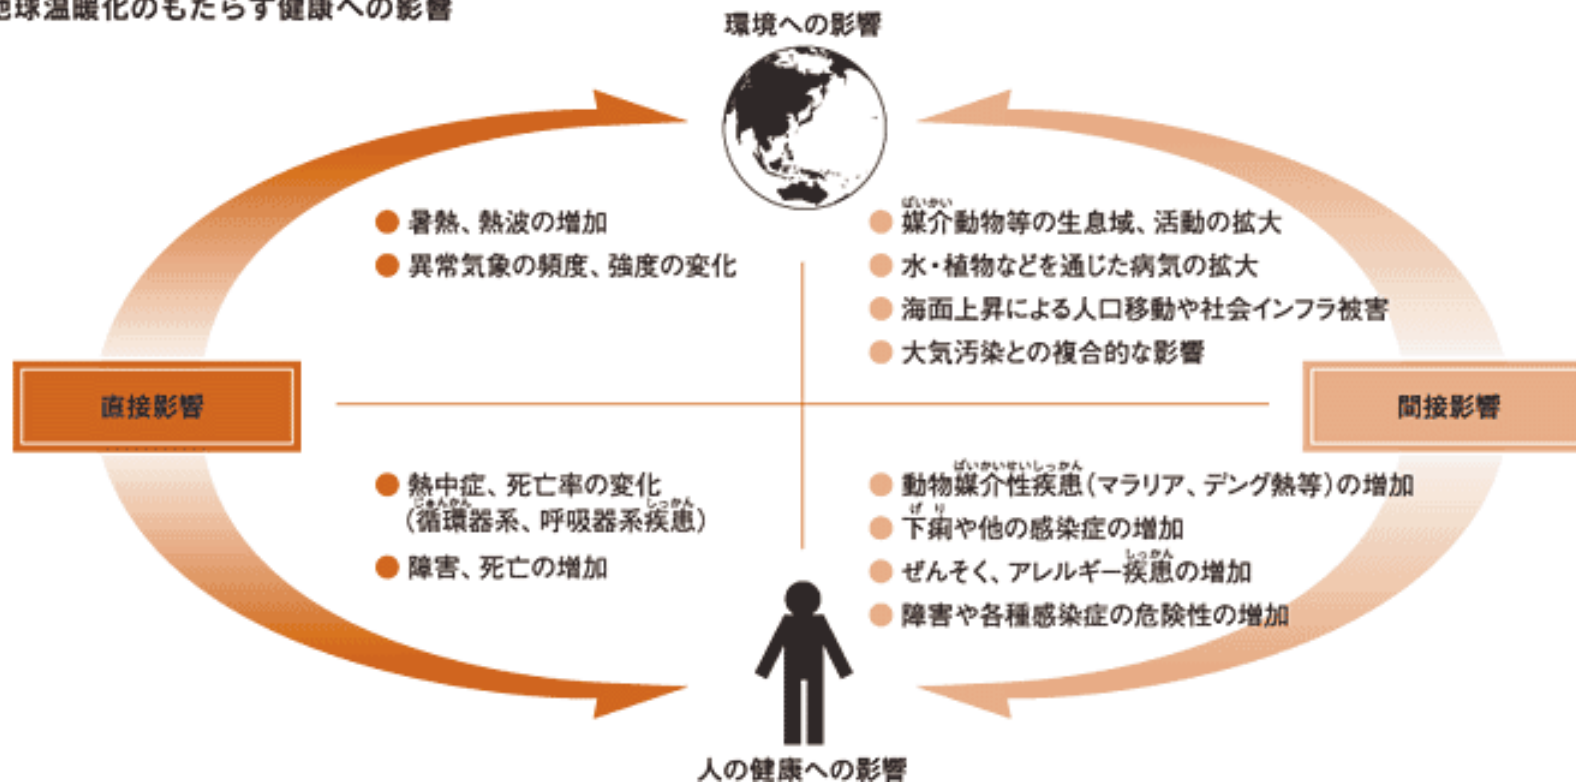 地球温暖化のもたらす健康への影響
環境への影響
暑熱、熱波の増加
異常気象の頻度、強度の変化
ばいかい
媒介動物等の生息域、活動の拡大
水・植物などを通じた病気の拡大
海面上昇による人口移動や社会インフラ被害
大気汚染との複合的な影響
直接影響
間接影響
熱中症、死亡率の変化
じゅんかん しっかん
(循環器系、呼吸器系疾患)
障害、死亡の増加
ばいかいせいしっかん
動物媒介性疾患(マラリア、デング熱等)の増加
げり
下痢や他の感染症の増加
しっかん
ぜんそく、アレルギー疾患の増加
障害や各種感染症の危険性の増加
人の健康への影響